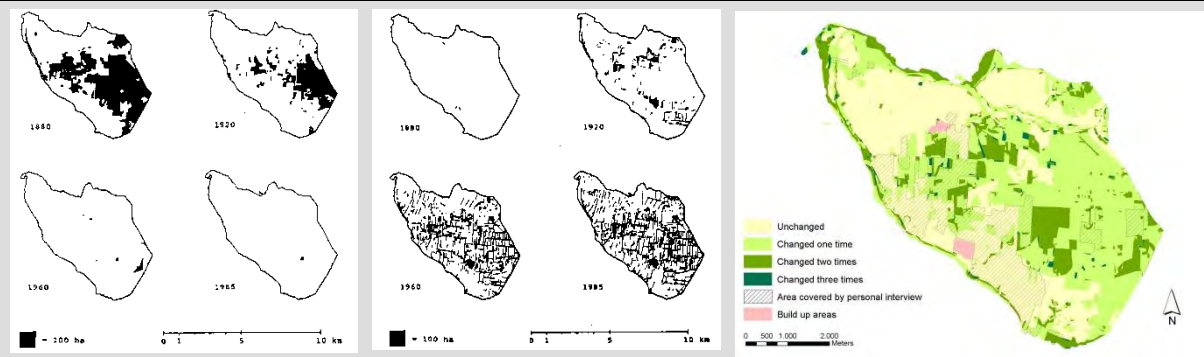 1880
1920
1960
1985
= 200 ha
0 1 5 10 km
1880
1920
1960
1985
= 100 ha
0 1 5 10 km
Unchanged
Changed one time
Changed two times
Changed three times
Area covered by personal interview
Build up areas
0 500 1.000 2.000
Meters
N